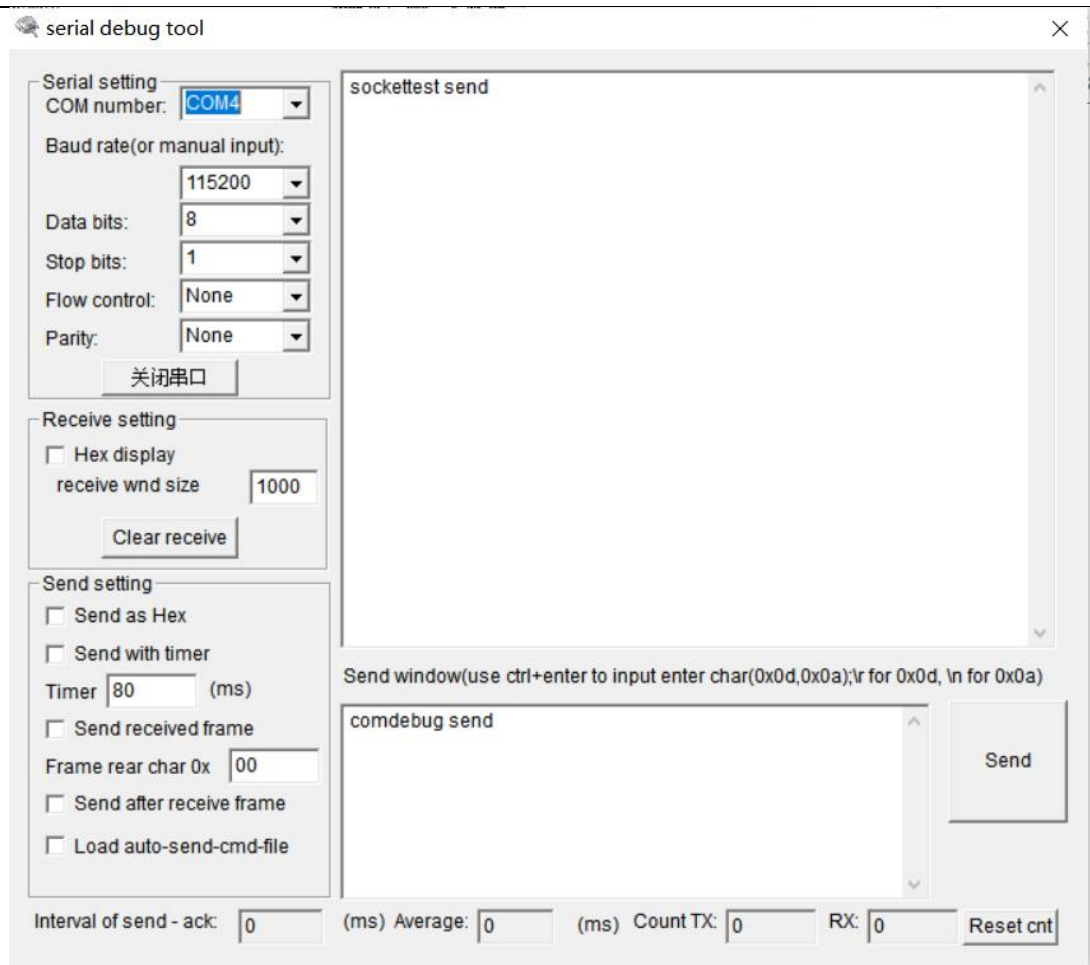 serial debug tool
Serial setting
COM number: COM4
Baud rate(or manual input):
115200
Data bits: 8
Stop bits: 1
Flow control: None
Parity: None
关闭串口
Receive setting
Hex display
receive wnd size 1000
Clear receive
Send setting
Send as Hex
Send with timer
Timer 80 (ms)
Send received frame
Frame rear char 0x 00
Send after receive frame
Load auto-send-cmd-file
sockettest send
Send window(use ctrl+enter to input enter char(0x0d,0x0a);\r for 0x0d, \n for 0x0a)
comdebug send
Send
Interval of send - ack: 0 (ms) Average: 0 (ms) Count TX: 0 RX: 0 Reset cnt